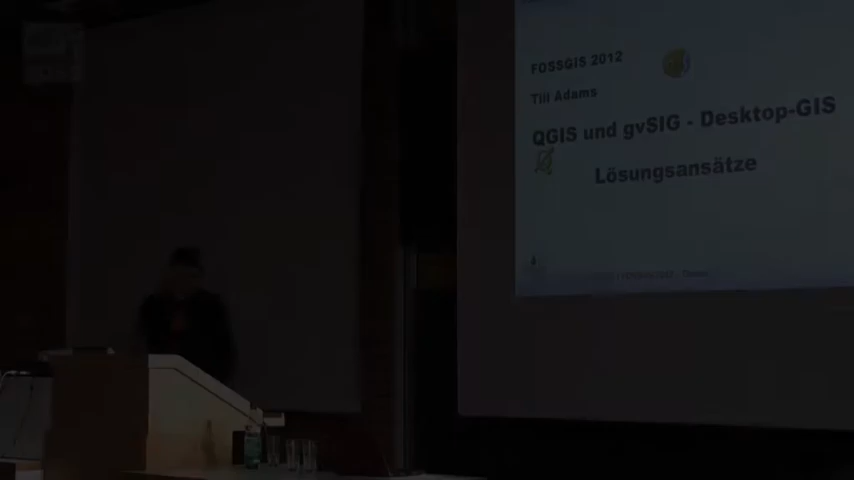 FOSSGIS 2012
Till Adams
QGIS und gvSIG - Desktop-GIS
Lösungsansätze